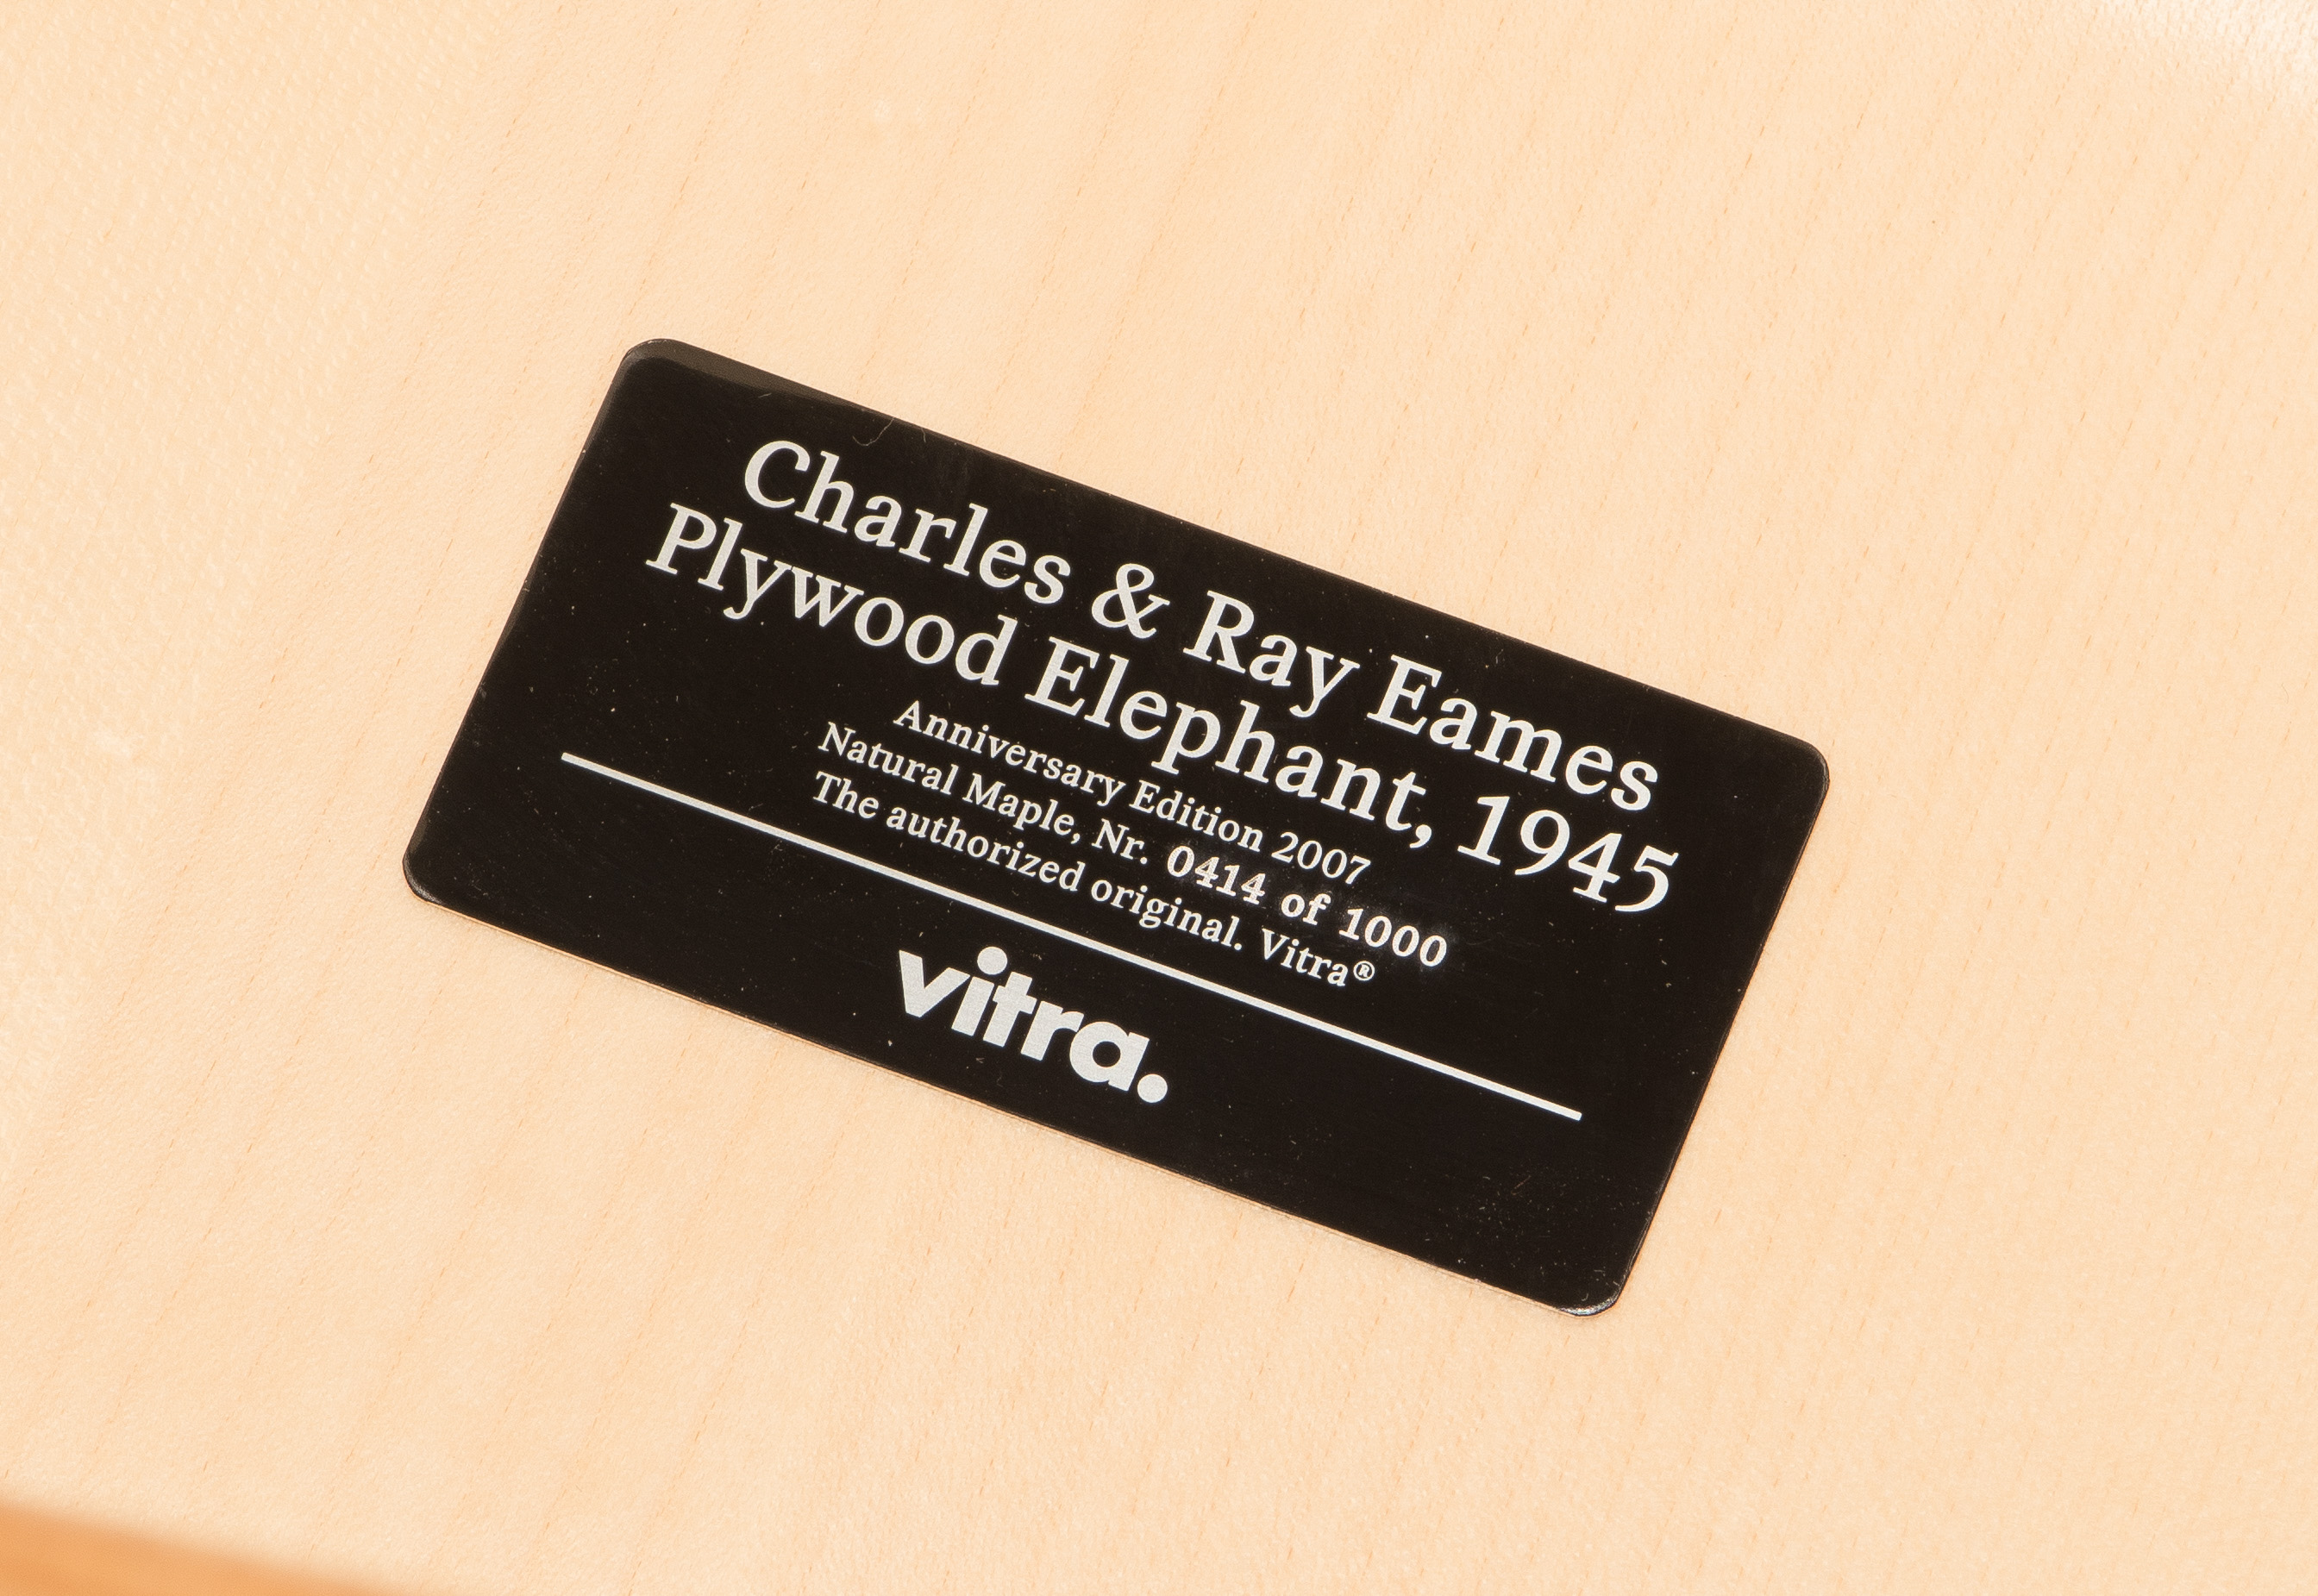 Charles & Ray Eames
Plywood Elephant, 1945
Anniversary Edition 2007
Natural Maple, Nr. 0414 of 1000
The authorized original. Vitra®
vitra.